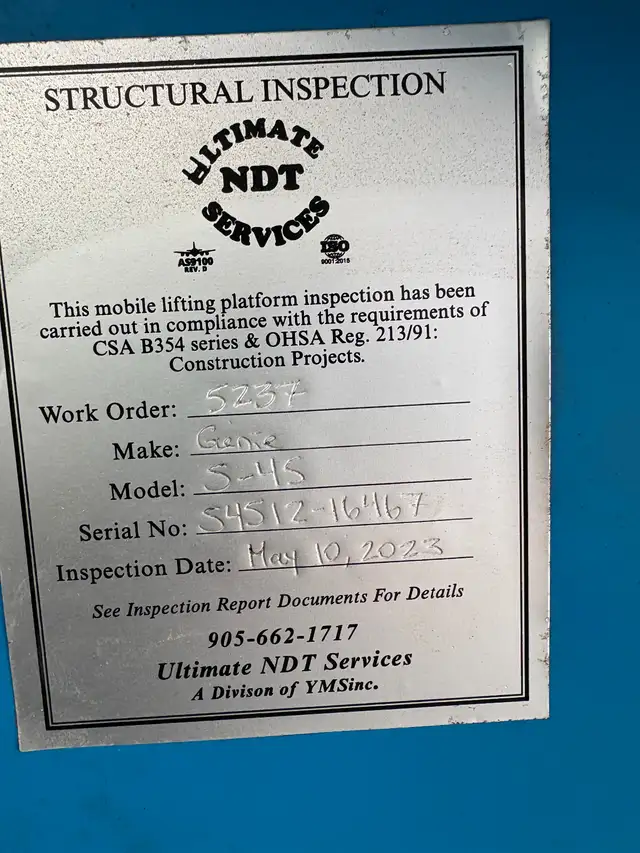 STRUCTURAL INSPECTION
ULTIMATE
NDT
SERVICES
AS9100
REV. D
ISO
9001:2015
This mobile lifting platform inspection has been
carried out in compliance with the requirements of
CSA B354 series & OHSA Reg. 213/91:
Construction Projects.
Work Order: 5237
Make: Genie
Model: S-45
Serial No: S4512-16467
Inspection Date: May 10, 2023
See Inspection Report Documents For Details
905-662-1717
Ultimate NDT Services
A Divison of YMSinc.